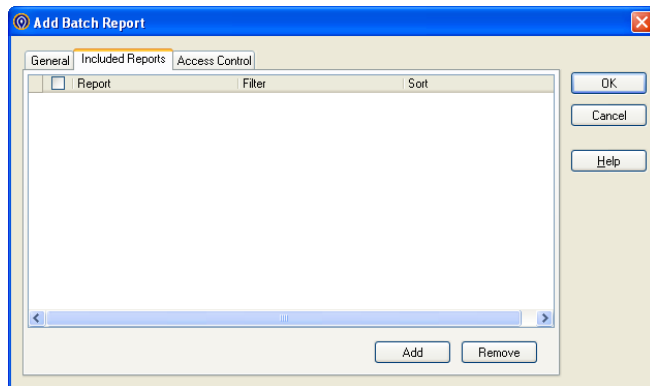 Add Batch Report
General Included Reports Access Control
Report Filter Sort
OK
Cancel
Help
Add Remove